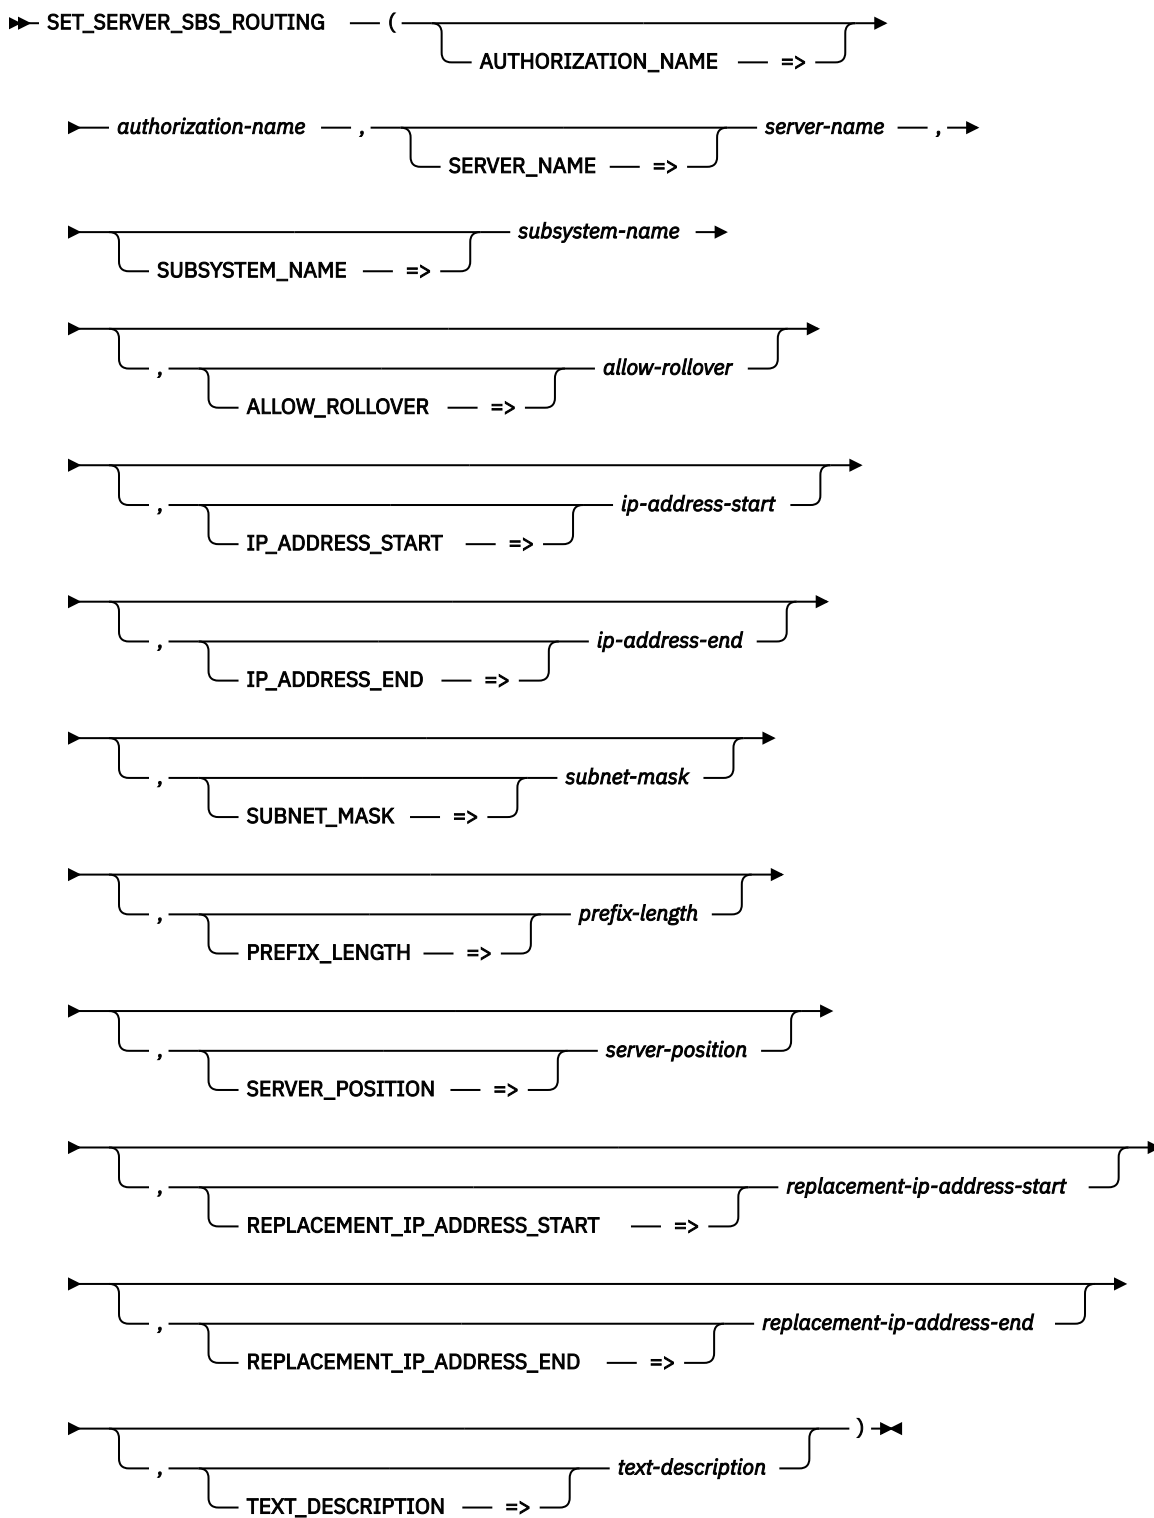 SET_SERVER_SBS_ROUTING (
AUTHORIZATION_NAME =>
authorization-name , server-name ,
SERVER_NAME =>
subsystem-name
SUBSYSTEM_NAME =>
, allow-rollover
ALLOW_ROLLOVER =>
, ip-address-start
IP_ADDRESS_START =>
, ip-address-end
IP_ADDRESS_END =>
, subnet-mask
SUBNET_MASK =>
, prefix-length
PREFIX_LENGTH =>
, server-position
SERVER_POSITION =>
, replacement-ip-address-start
REPLACEMENT_IP_ADDRESS_START =>
, replacement-ip-address-end
REPLACEMENT_IP_ADDRESS_END =>
)
, text-description
TEXT_DESCRIPTION =>